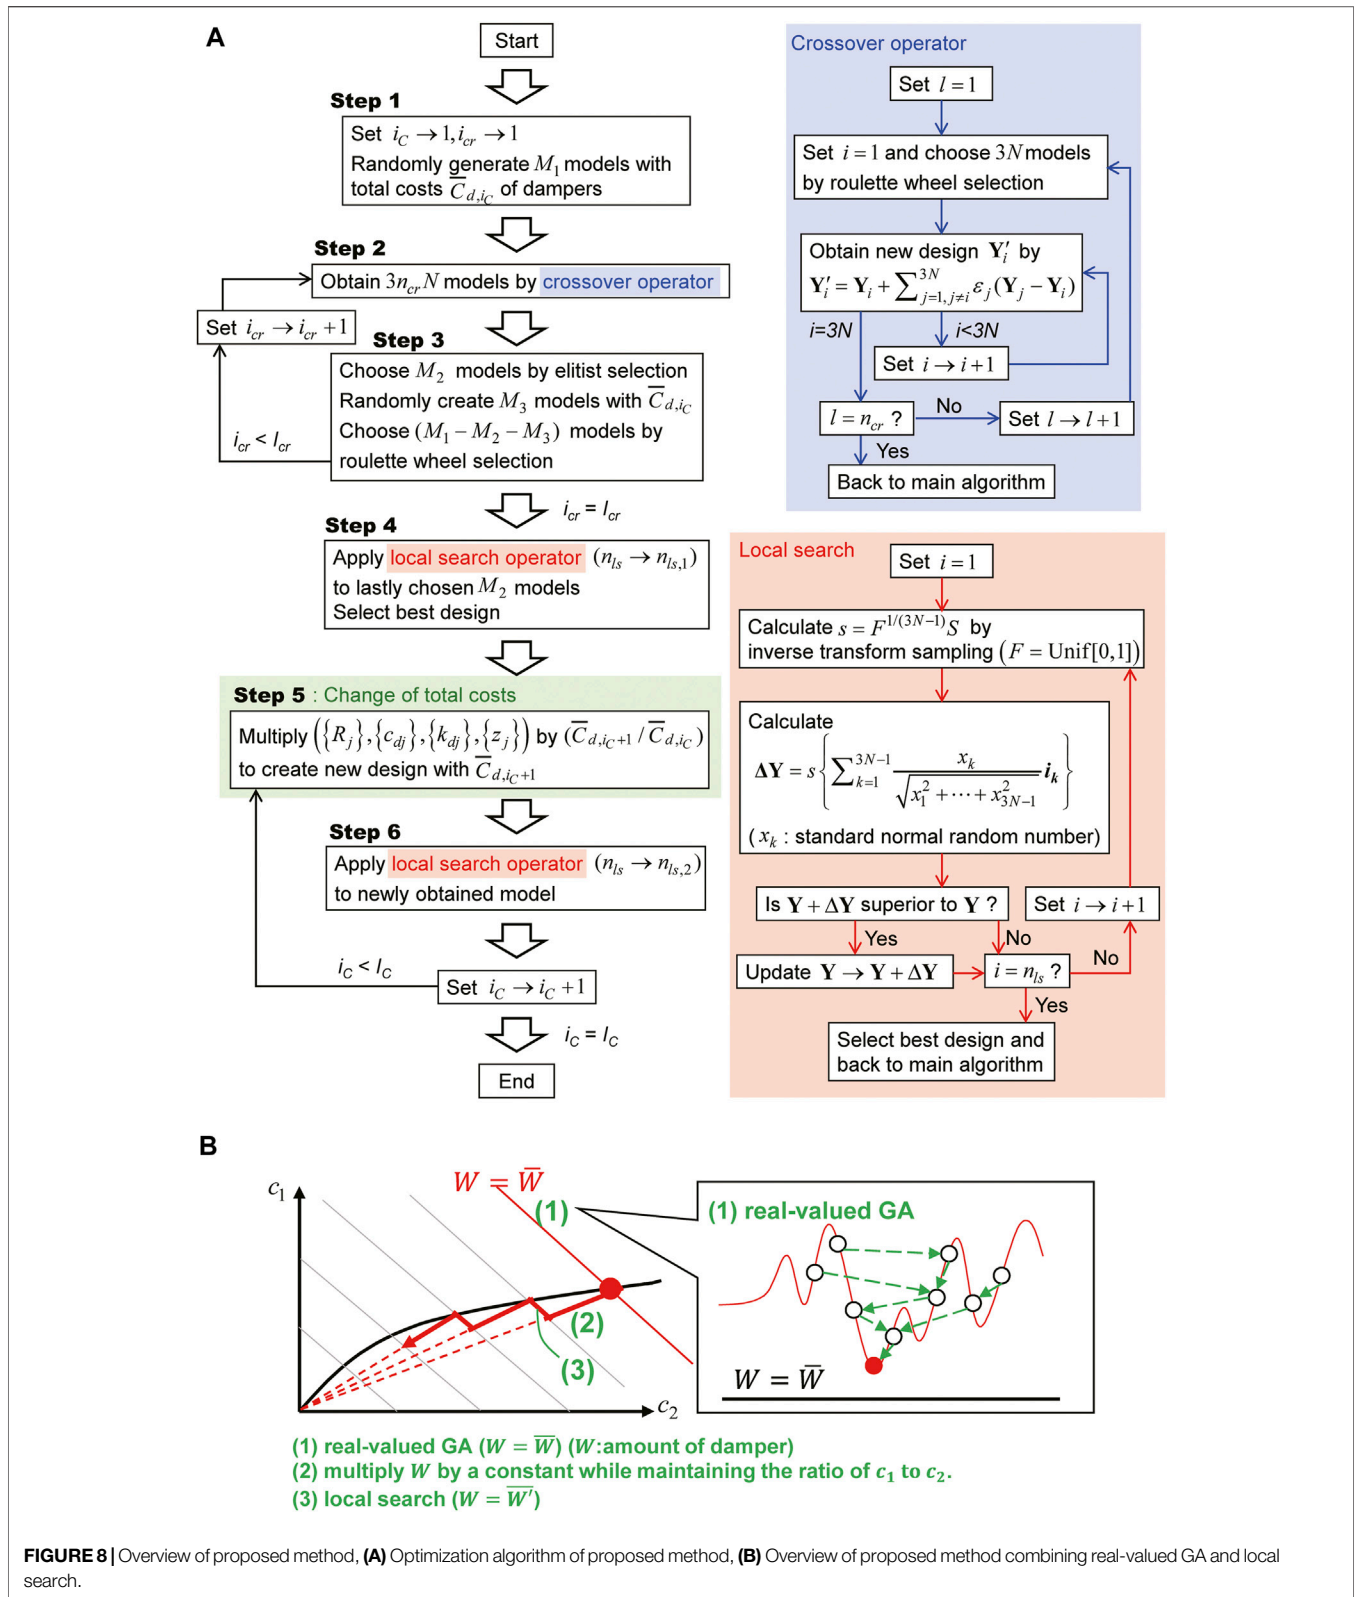 A
Start
Step 1
Set i_C → 1, i_cr → 1
Randomly generate M_1 models with
total costs C̅_{d,i_C} of dampers
Step 2
Obtain 3n_cr N models by crossover operator
Set i_cr → i_cr + 1
Step 3
Choose M_2 models by elitist selection
Randomly create M_3 models with C̅_{d,i_C}
Choose (M_1 − M_2 − M_3) models by
roulette wheel selection
i_cr < I_cr
i_cr = I_cr
Step 4
Apply local search operator (n_ls → n_{ls,1})
to lastly chosen M_2 models
Select best design
Step 5 : Change of total costs
Multiply ({R_j},{c_dj},{k_dj},{z_j}) by (C̅_{d,i_C+1} / C̅_{d,i_C})
to create new design with C̅_{d,i_C+1}
Step 6
Apply local search operator (n_ls → n_{ls,2})
to newly obtained model
i_C < I_C
Set i_C → i_C + 1
i_C = I_C
End
Crossover operator
Set l = 1
Set i = 1 and choose 3N models
by roulette wheel selection
Obtain new design Y′_i by
Y′_i = Y_i + ∑_{j=1, j≠i}^{3N} ε_j (Y_j − Y_i)
i=3N
i<3N
Set i → i + 1
l = n_cr ?
No
Set l → l + 1
Yes
Back to main algorithm
Local search
Set i = 1
Calculate s = F^{1/(3N−1)} S by
inverse transform sampling (F = Unif[0,1])
Calculate
ΔY = s { ∑_{k=1}^{3N−1} x_k / √(x_1^2 + ⋯ + x_{3N−1}^2) i_k }
( x_k : standard normal random number)
Is Y + ΔY superior to Y ?
Set i → i + 1
Yes
No
Update Y → Y + ΔY
i = n_ls ?
No
Yes
Select best design and
back to main algorithm
B
c_1
W = W̅
(1)
(2)
(3)
c_2
(1) real-valued GA
W = W̅
(1) real-valued GA (W = W̅) (W:amount of damper)
(2) multiply W by a constant while maintaining the ratio of c_1 to c_2.
(3) local search (W = W̅′)
FIGURE 8 | Overview of proposed method, (A) Optimization algorithm of proposed method, (B) Overview of proposed method combining real-valued GA and local
search.